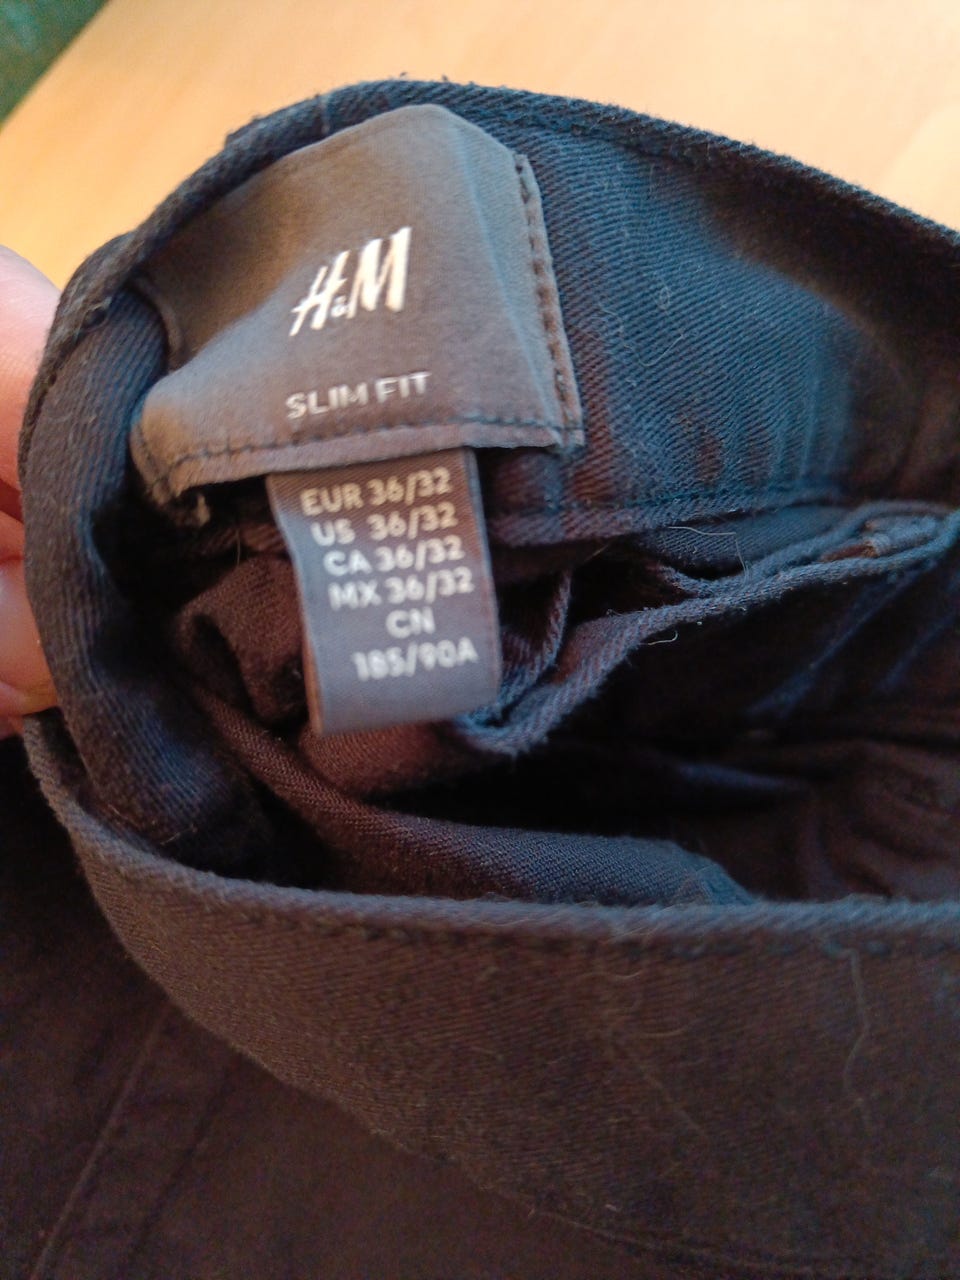 H&M
SLIM FIT
EUR 36/32
US 36/32
CA 36/32
MX 36/32
CN
185/90A